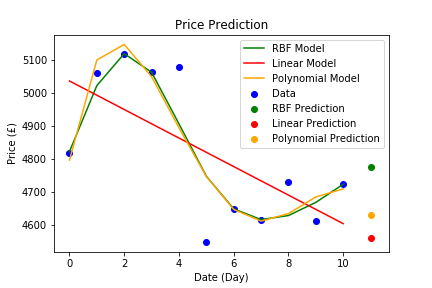 Price Prediction
RBF Model
Linear Model
Polynomial Model
Data
RBF Prediction
Linear Prediction
Polynomial Prediction
5100
5000
4900
4800
4700
4600
Price (£)
0 2 4 6 8 10
Date (Day)